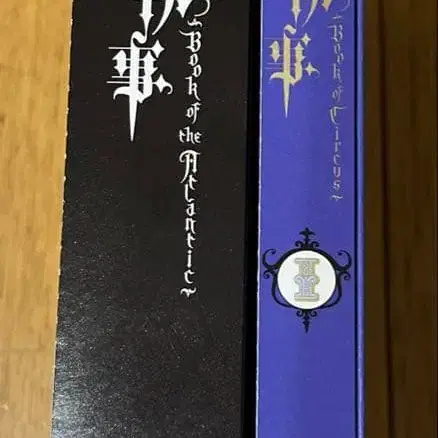 事
~Book of the Atlantic~
事
~Book of Circus~